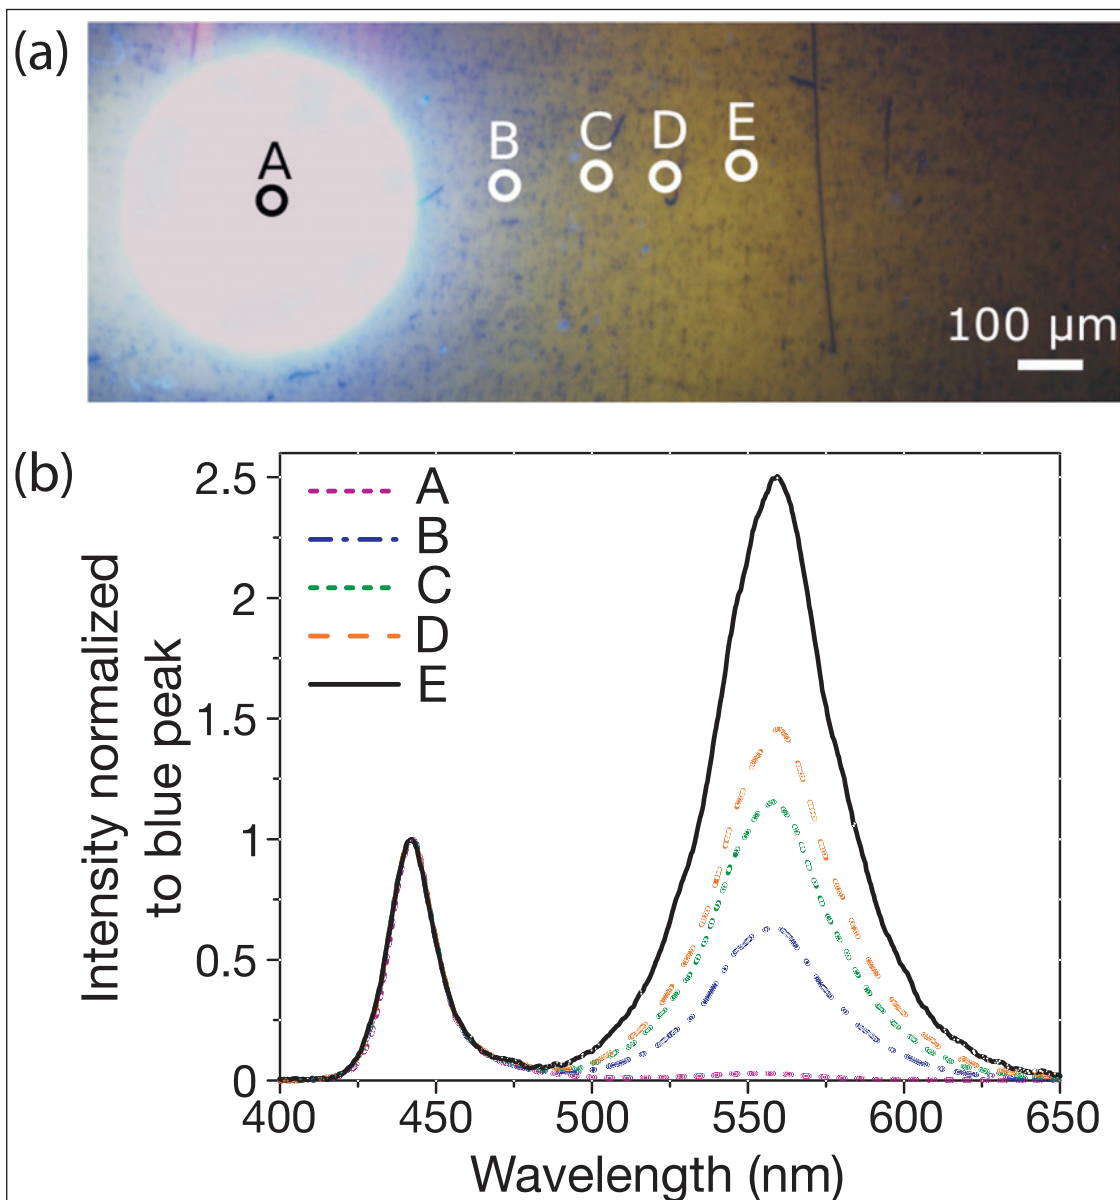 (a)
A
B
C
D
E
100 μm
(b)
Intensity normalized
to blue peak
2.5
2
1.5
1
0.5
0
A
B
C
D
E
400
450
500
550
600
650
Wavelength (nm)